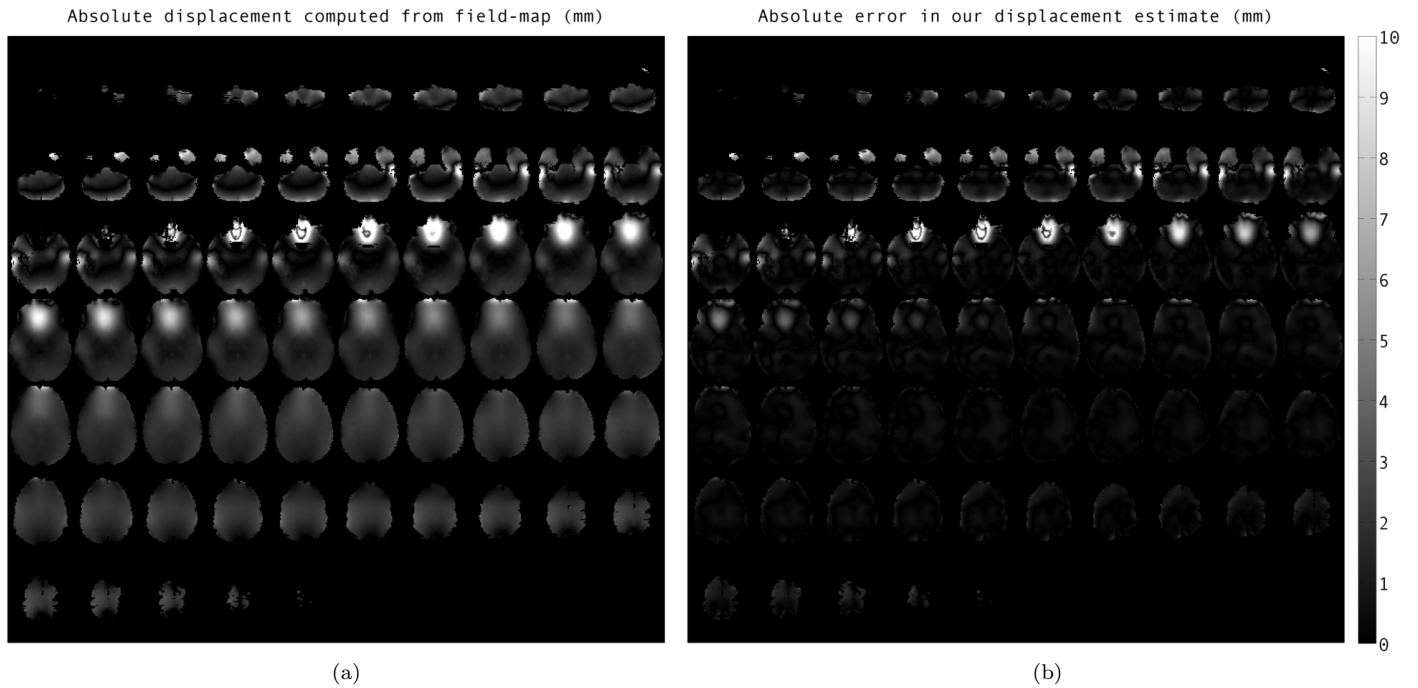 Absolute displacement computed from field-map (mm)
Absolute error in our displacement estimate (mm)
10
9
8
7
6
5
4
3
2
1
0
(a)
(b)